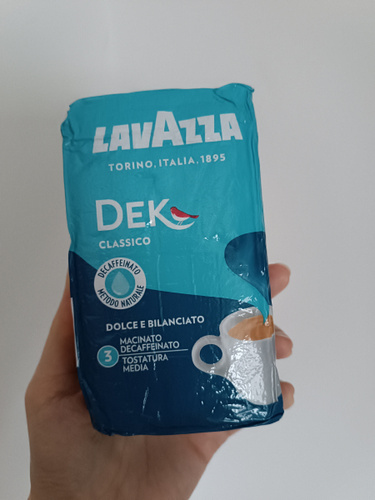 LAVAZZA
TORINO, ITALIA, 1895
DEK
CLASSICO
DECAFFEINATO
METODO NATURALE
DOLCE E BILANCIATO
3
MACINATO
DECAFFEINATO
TOSTATURA
MEDIA